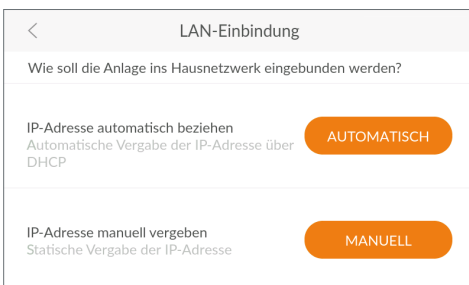 LAN-Einbindung
Wie soll die Anlage ins Hausnetzwerk eingebunden werden?
IP-Adresse automatisch beziehen
Automatische Vergabe der IP-Adresse über
DHCP
AUTOMATISCH
IP-Adresse manuell vergeben
Statische Vergabe der IP-Adresse
MANUELL